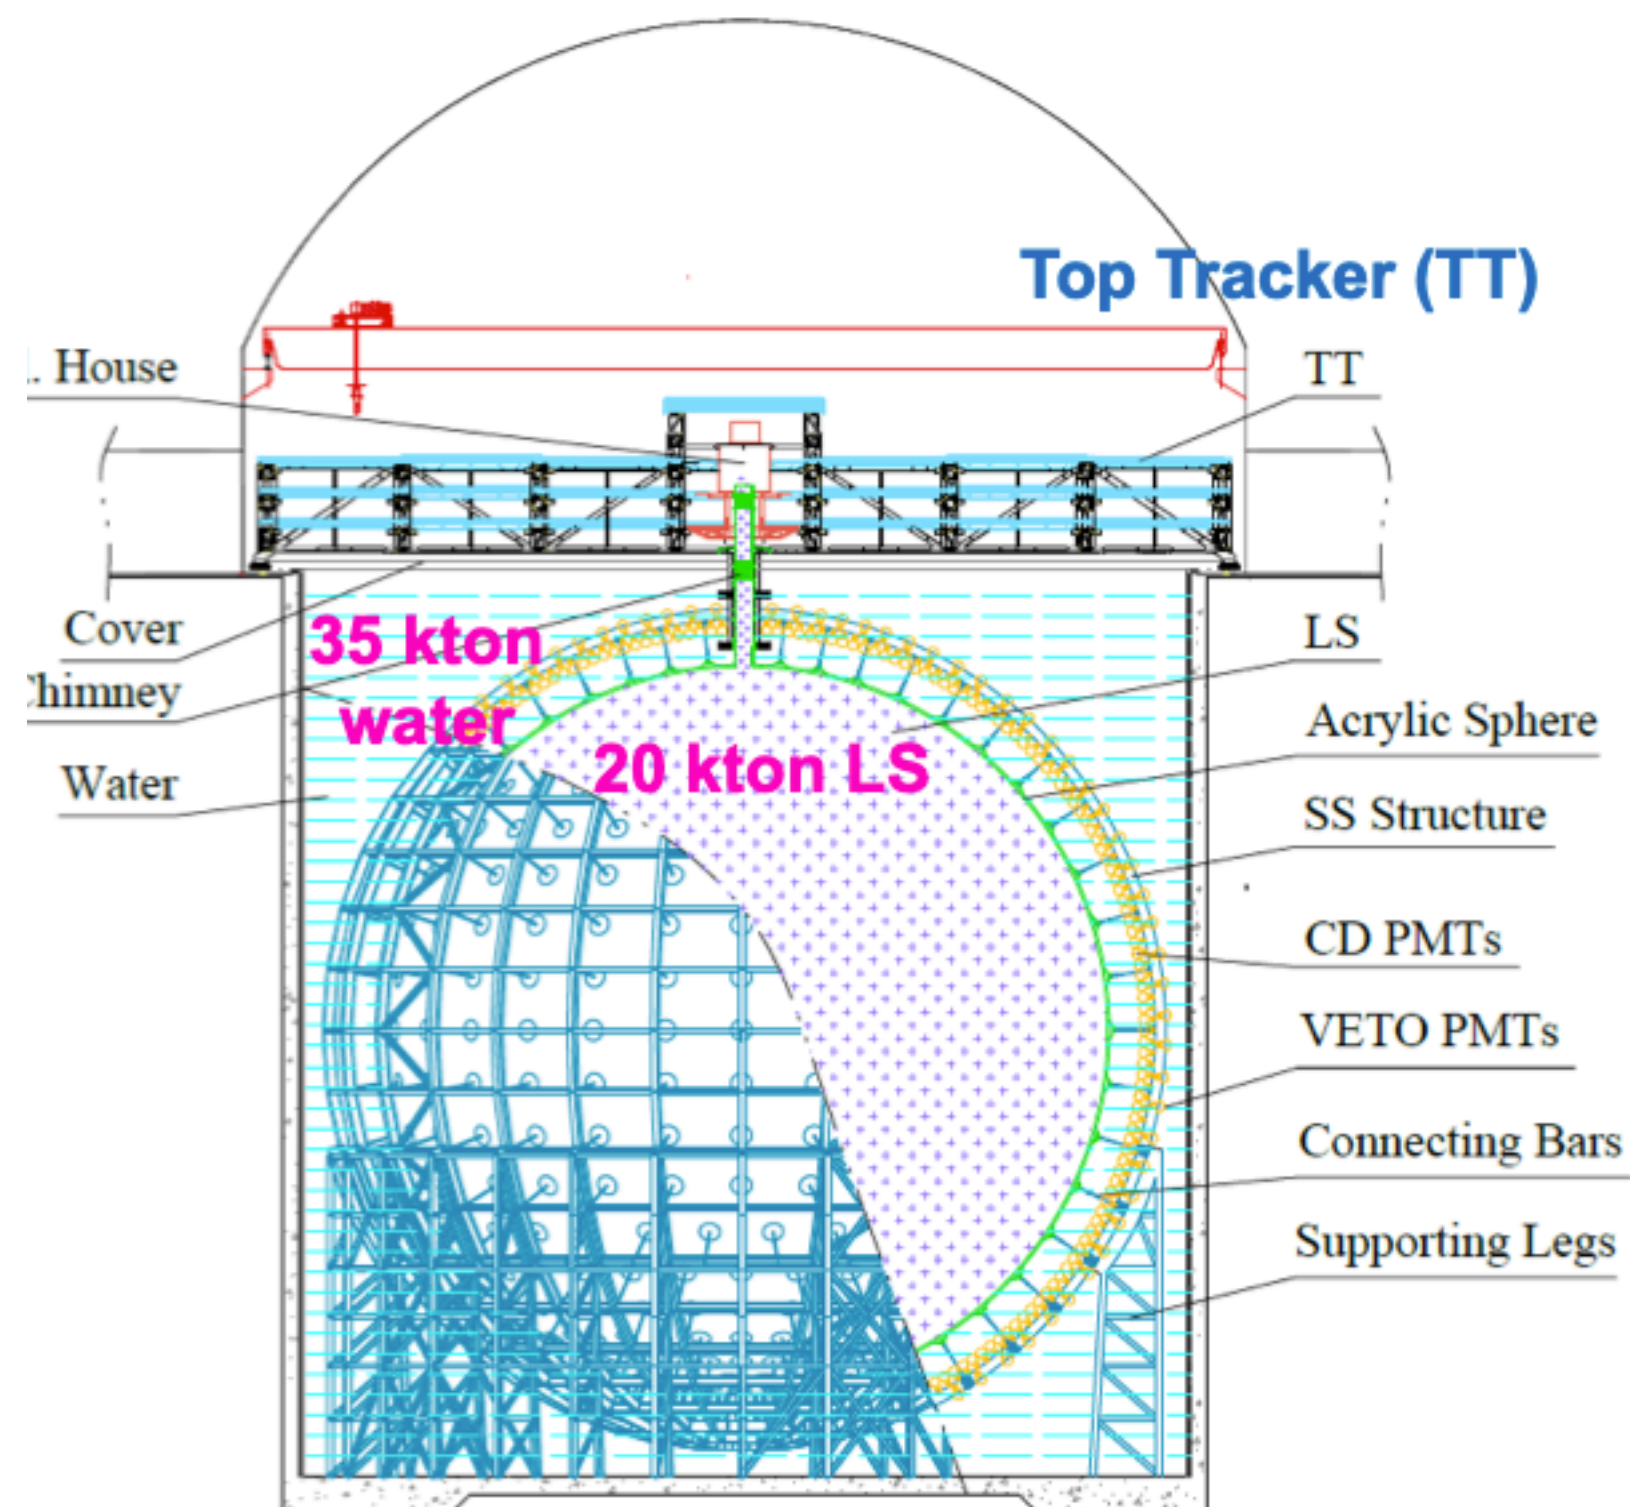 Top Tracker (TT)
. House
TT
Cover
35 kton
water
LS
Chimney
20 kton LS
Acrylic Sphere
Water
SS Structure
CD PMTs
VETO PMTs
Connecting Bars
Supporting Legs